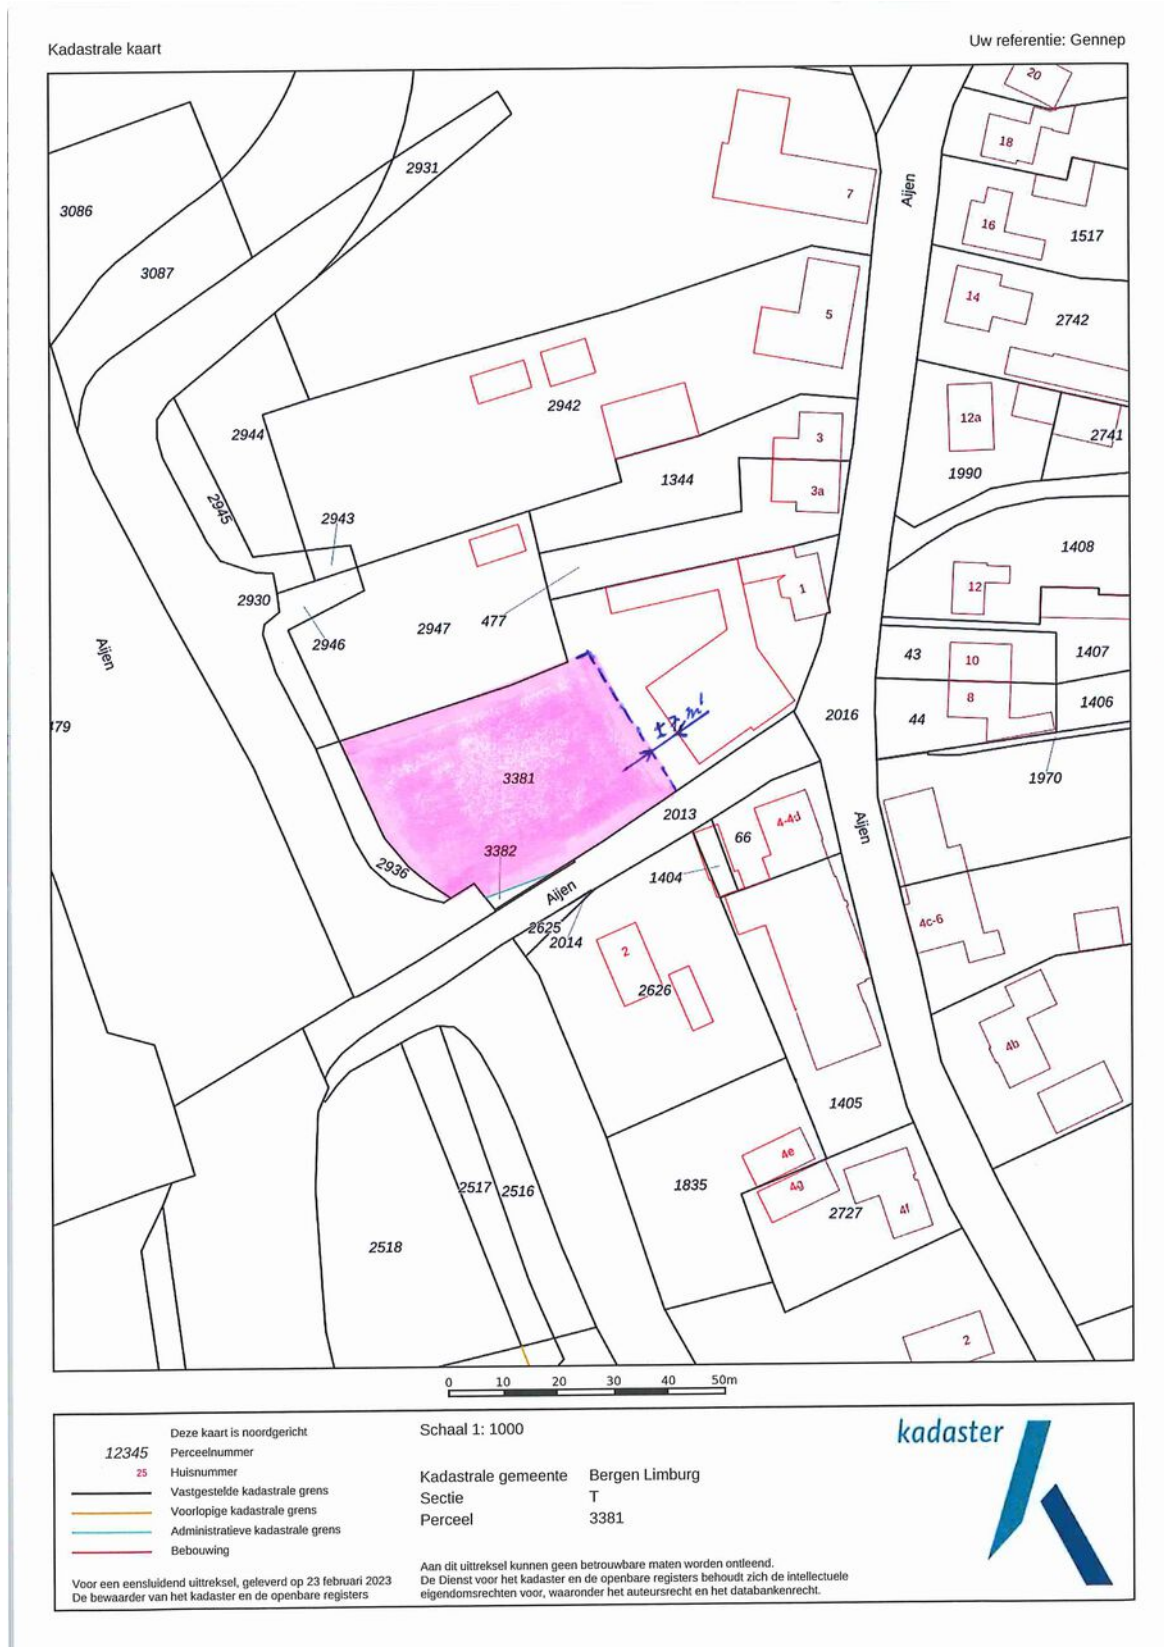 Kadastrale kaart
Uw referentie: Gennep
20
18
2931
7
Aijen
3086
16
1517
3087
14
5
2742
2942
12a
2944
2741
3
1990
1344
3a
2945
2943
1408
12
1
2930
477
2947
2946
43
10
1407
Aijen
8
1406
44
2016
479
± 7 m¹
3381
1970
2013
4-4d
66
Aijen
3382
2936
1404
Aijen
4c-6
2625
2014
2
2626
4b
1405
4e
1835
4g
2517
2516
2727
4f
2518
2
0 10 20 30 40 50m
Deze kaart is noordgericht
12345 Perceelnummer
25 Huisnummer
Vastgestelde kadastrale grens
Voorlopige kadastrale grens
Administratieve kadastrale grens
Bebouwing
Voor een eensluidend uittreksel, geleverd op 23 februari 2023
De bewaarder van het kadaster en de openbare registers
Schaal 1: 1000
Kadastrale gemeente Bergen Limburg
Sectie T
Perceel 3381
Aan dit uittreksel kunnen geen betrouwbare maten worden ontleend.
De Dienst voor het kadaster en de openbare registers behoudt zich de intellectuele
eigendomsrechten voor, waaronder het auteursrecht en het databankenrecht.
kadaster